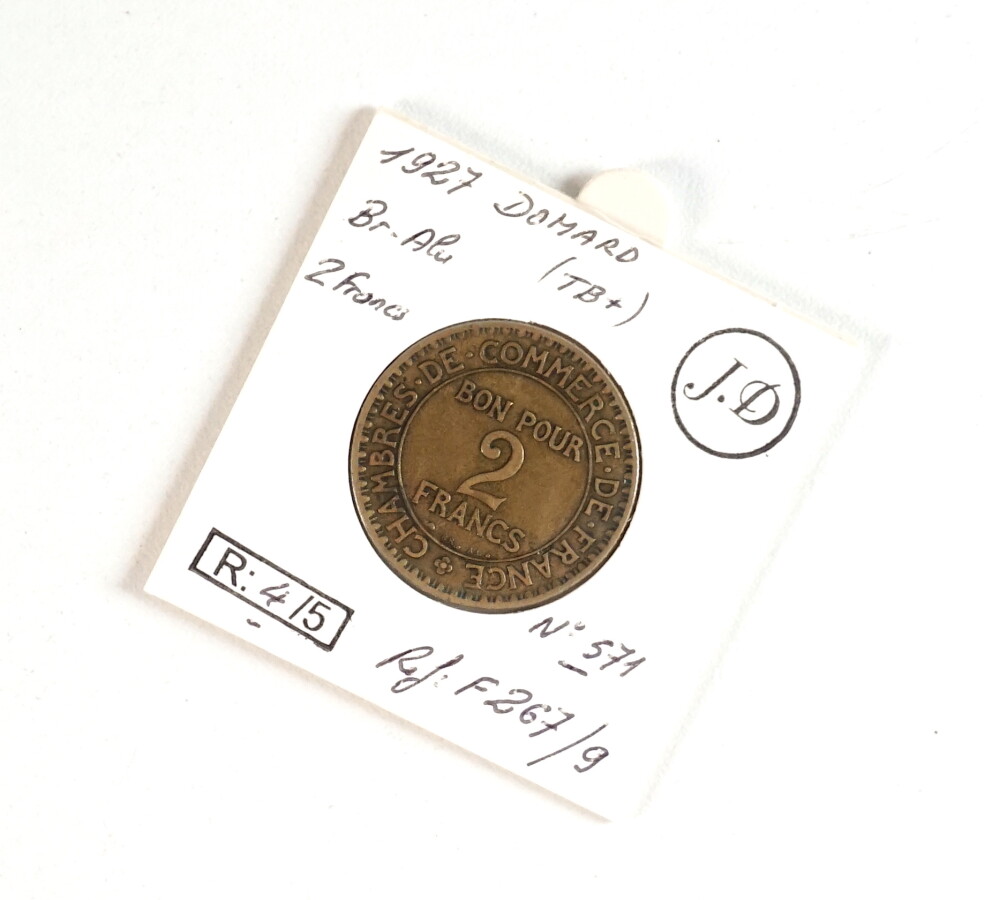 1927 DOMARD
Br-Alu (TB+)
2 Francs
J.D
CHAMBRES·DE·COMMERCE·DE·FRANCE
BON POUR
2
FRANCS
R: 4/5
N° 571
Ref: F267/9